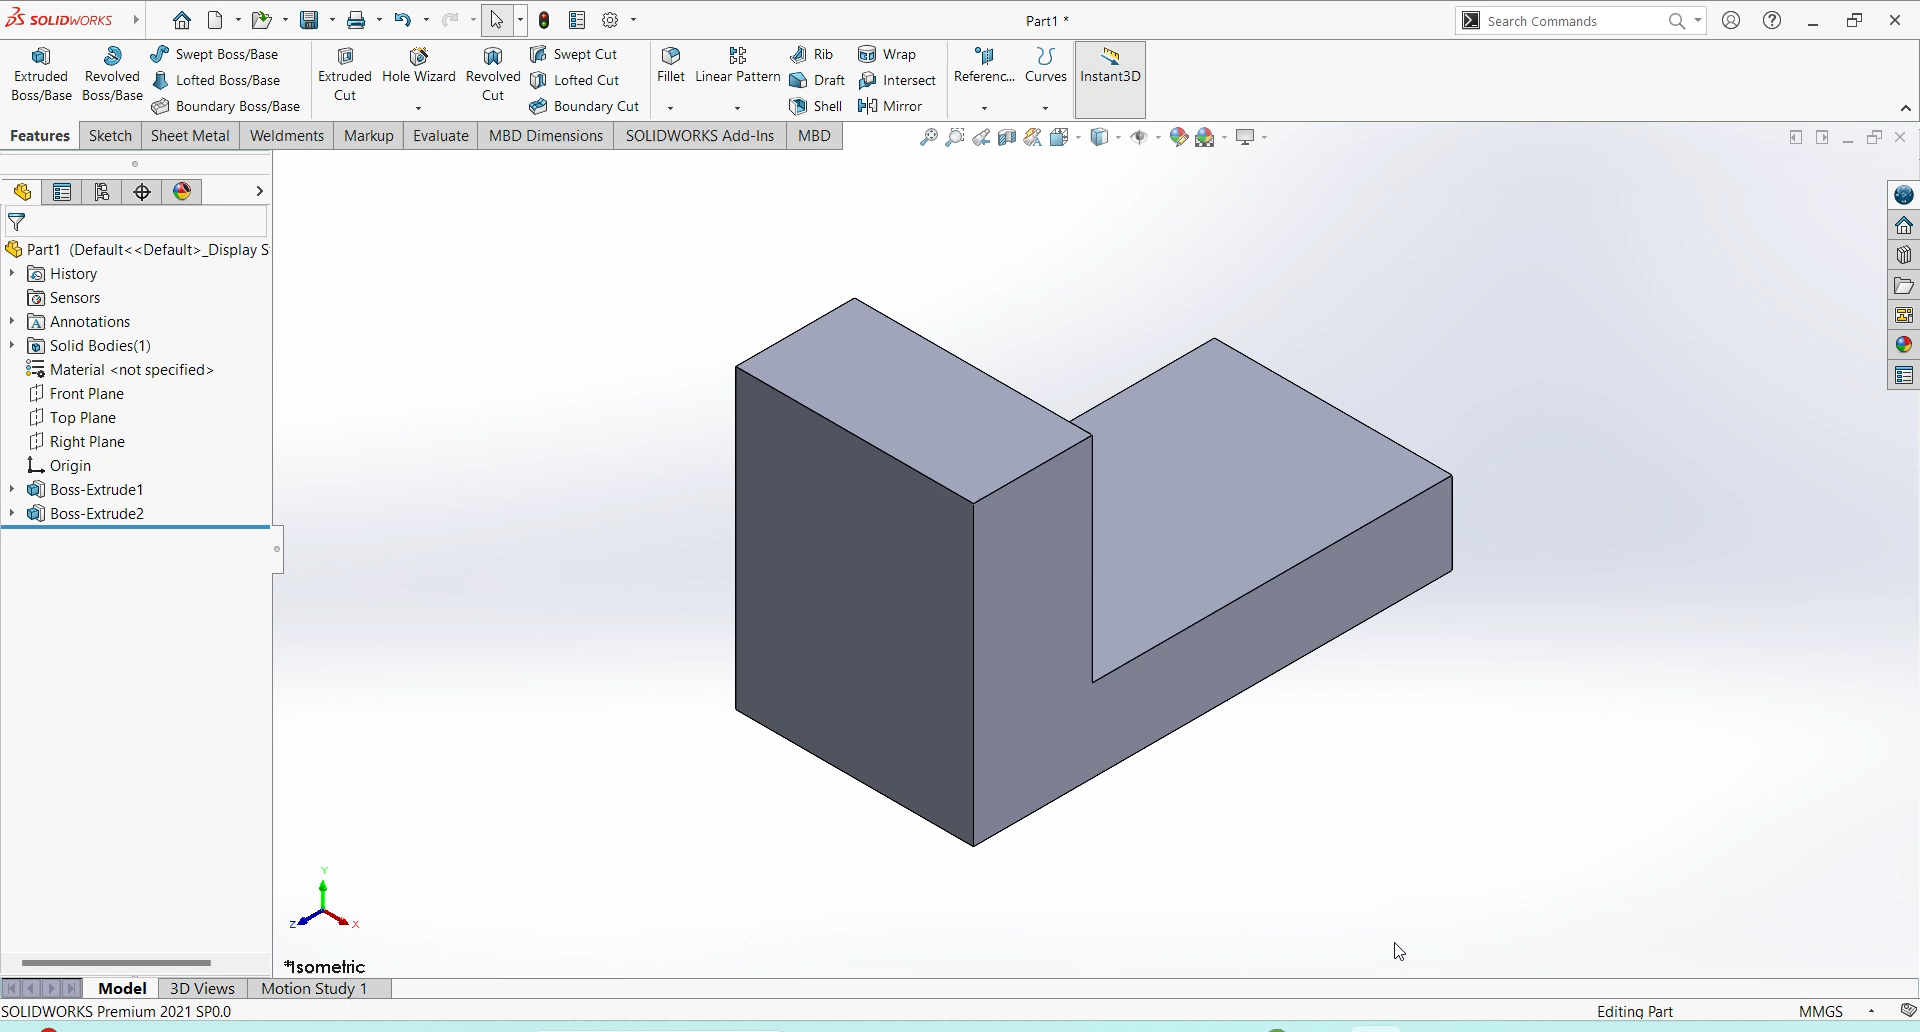 SOLIDWORKS
Part1 *
Search Commands
Extruded Boss/Base
Revolved Boss/Base
Swept Boss/Base
Lofted Boss/Base
Boundary Boss/Base
Extruded Cut
Hole Wizard
Revolved Cut
Swept Cut
Lofted Cut
Boundary Cut
Fillet
Linear Pattern
Rib
Draft
Shell
Wrap
Intersect
Mirror
Referenc...
Curves
Instant3D
Features
Sketch
Sheet Metal
Weldments
Markup
Evaluate
MBD Dimensions
SOLIDWORKS Add-Ins
MBD
Part1 (Default<<Default>_Display S
History
Sensors
Annotations
Solid Bodies(1)
Material <not specified>
Front Plane
Top Plane
Right Plane
Origin
Boss-Extrude1
Boss-Extrude2
Y
Z
X
*Isometric
Model
3D Views
Motion Study 1
SOLIDWORKS Premium 2021 SP0.0
Editing Part
MMGS